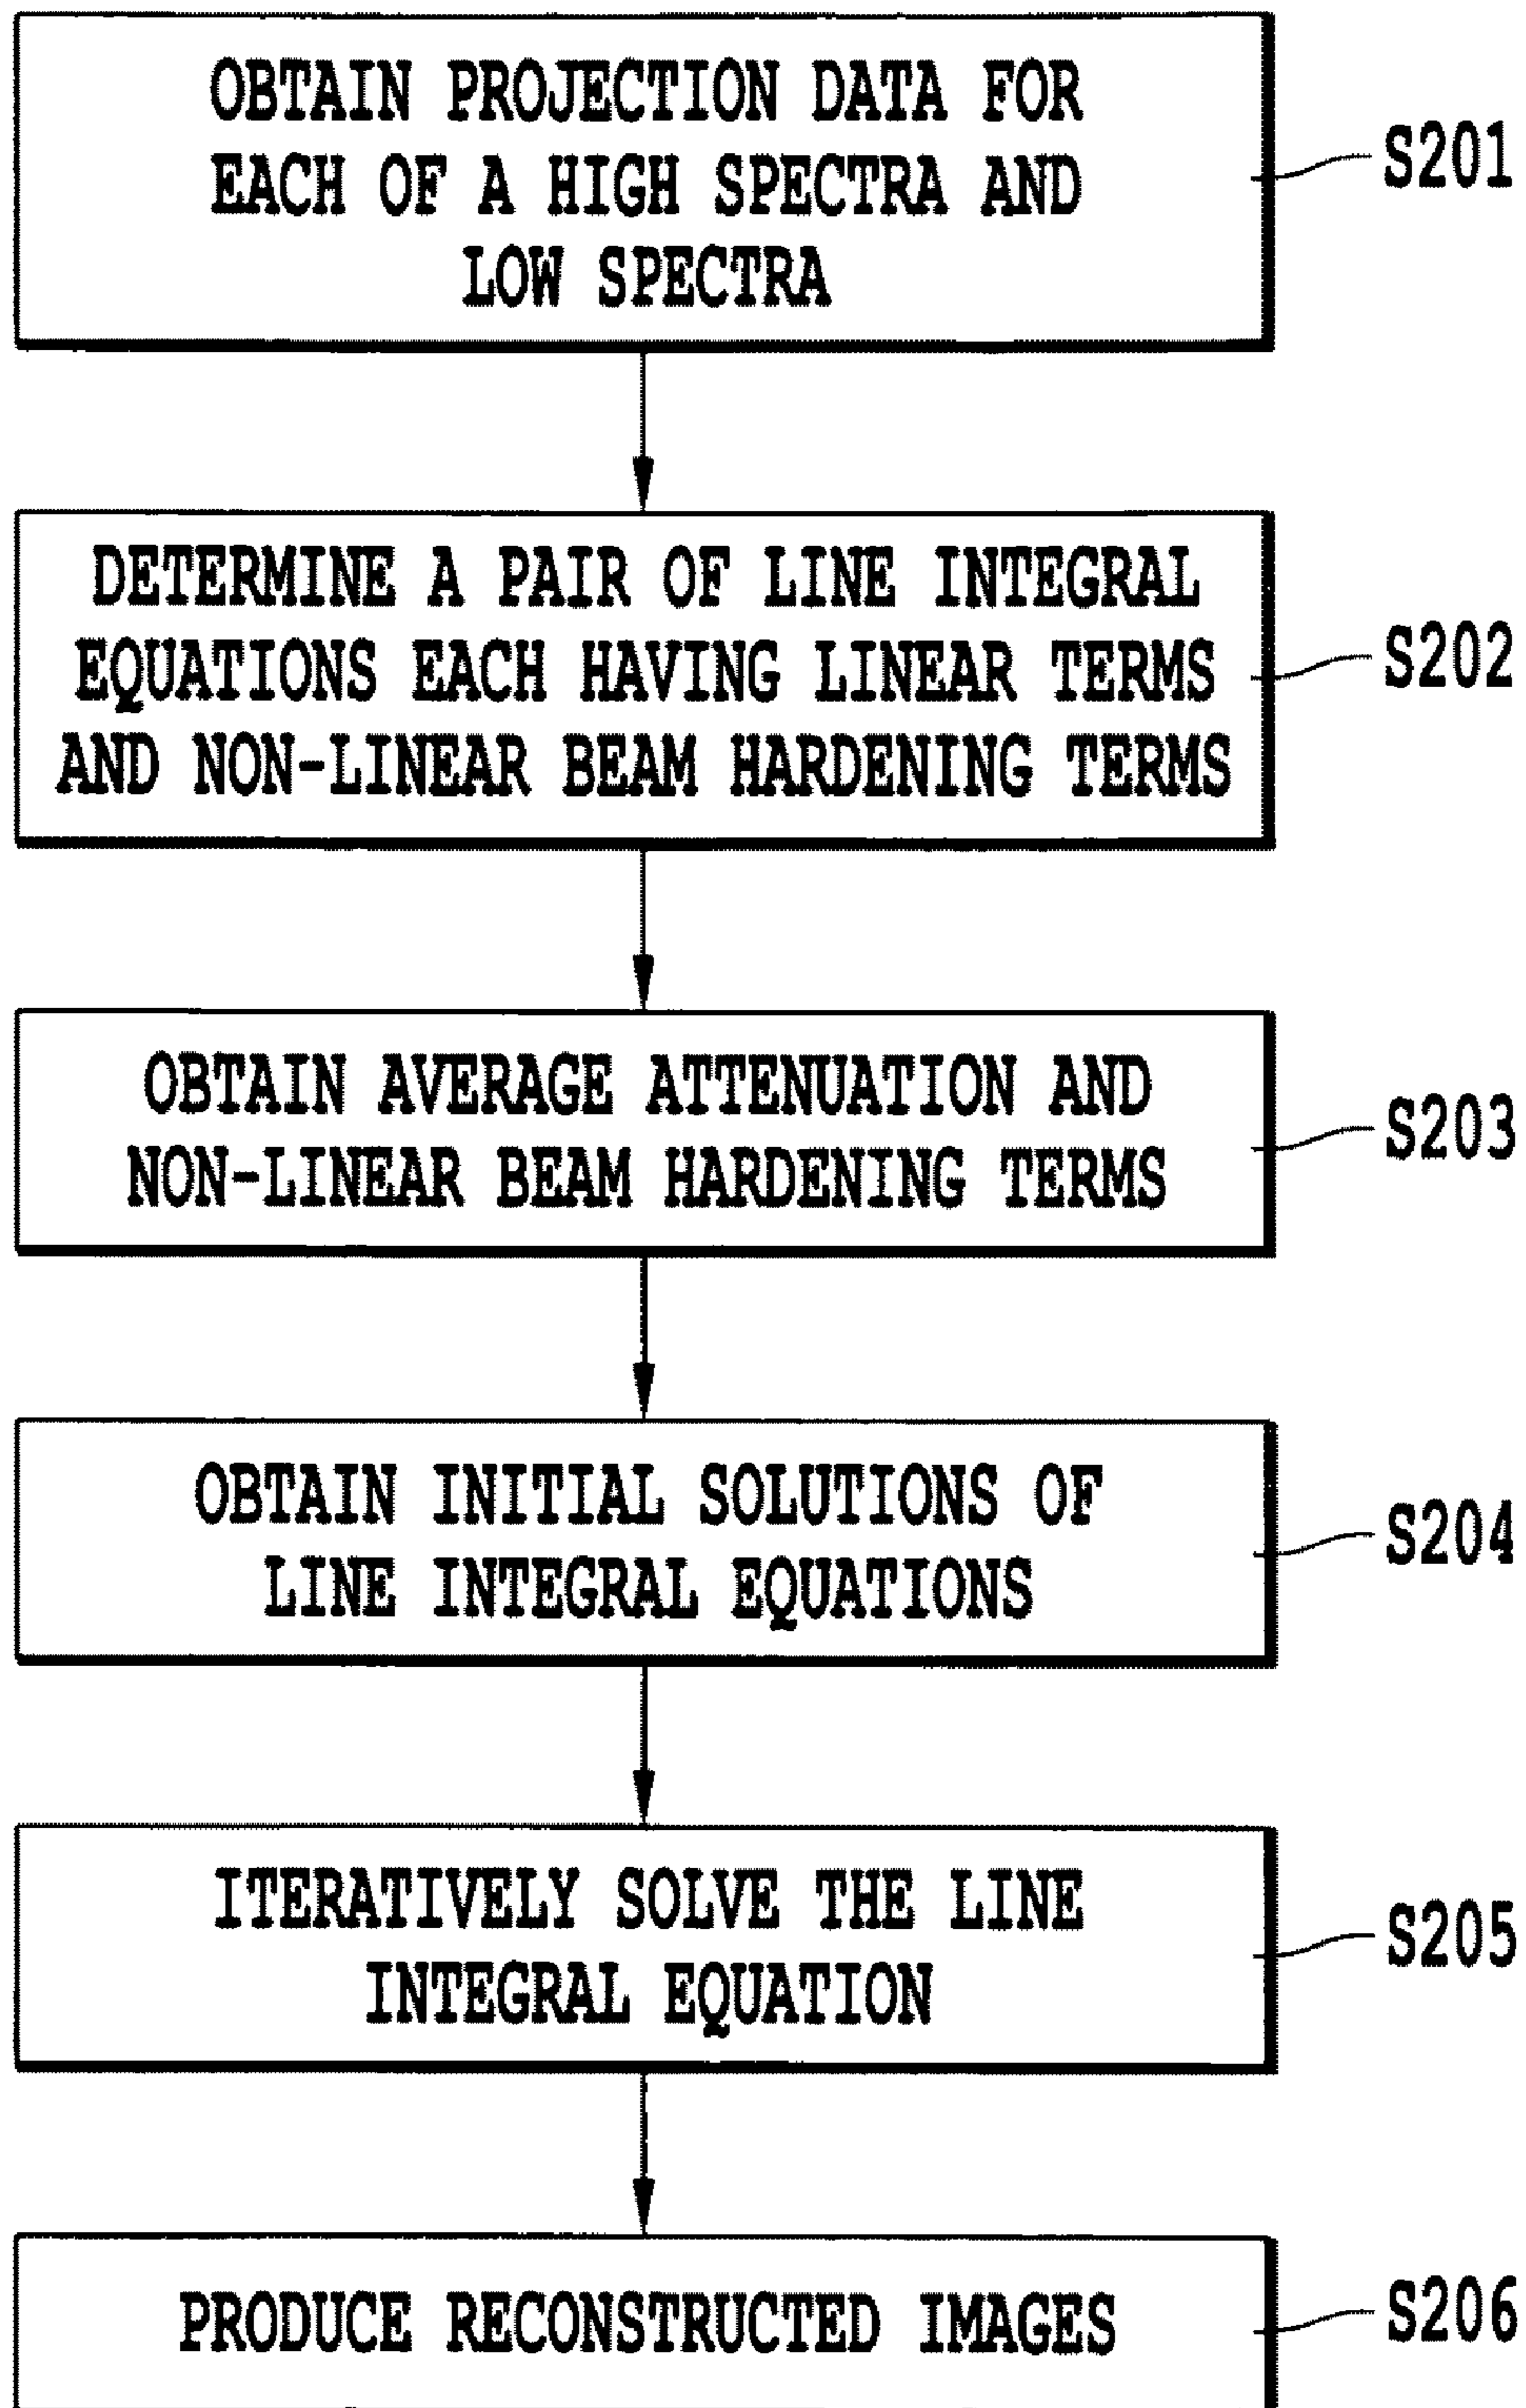 OBTAIN PROJECTION DATA FOR
EACH OF A HIGH SPECTRA AND
LOW SPECTRA
S201
DETERMINE A PAIR OF LINE INTEGRAL
EQUATIONS EACH HAVING LINEAR TERMS
AND NON-LINEAR BEAM HARDENING TERMS
S202
OBTAIN AVERAGE ATTENUATION AND
NON-LINEAR BEAM HARDENING TERMS
S203
OBTAIN INITIAL SOLUTIONS OF
LINE INTEGRAL EQUATIONS
S204
ITERATIVELY SOLVE THE LINE
INTEGRAL EQUATION
S205
PRODUCE RECONSTRUCTED IMAGES
S206